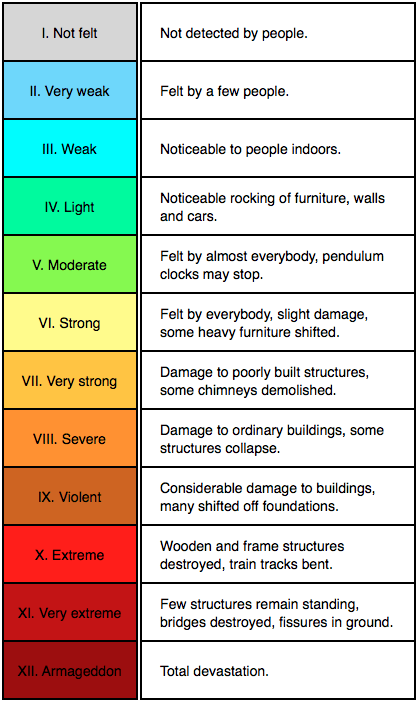 I. Not felt
Not detected by people.
II. Very weak
Felt by a few people.
III. Weak
Noticeable to people indoors.
IV. Light
Noticeable rocking of furniture, walls
and cars.
V. Moderate
Felt by almost everybody, pendulum
clocks may stop.
VI. Strong
Felt by everybody, slight damage,
some heavy furniture shifted.
VII. Very strong
Damage to poorly built structures,
some chimneys demolished.
VIII. Severe
Damage to ordinary buildings, some
structures collapse.
IX. Violent
Considerable damage to buildings,
many shifted off foundations.
X. Extreme
Wooden and frame structures
destroyed, train tracks bent.
XI. Very extreme
Few structures remain standing,
bridges destroyed, fissures in ground.
XII. Armageddon
Total devastation.